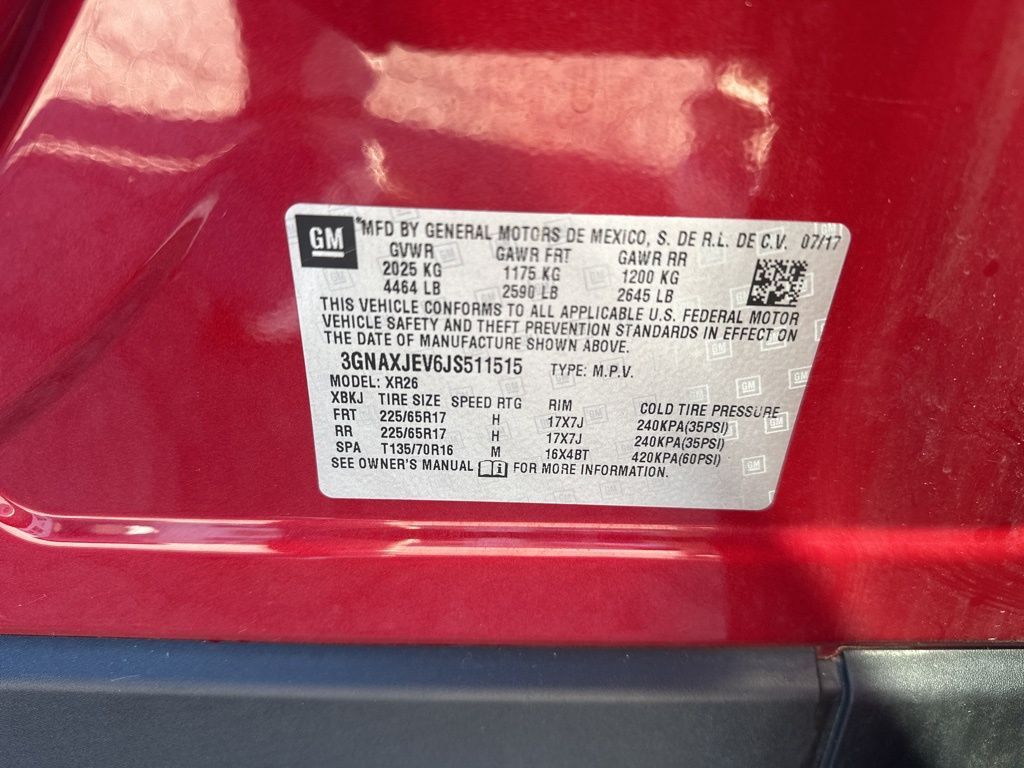 GM
*MFD BY GENERAL MOTORS DE MEXICO, S. DE R.L. DE C.V. 07/17
GVWR GAWR FRT GAWR RR
2025 KG 1175 KG 1200 KG
4464 LB 2590 LB 2645 LB
THIS VEHICLE CONFORMS TO ALL APPLICABLE U.S. FEDERAL MOTOR
VEHICLE SAFETY AND THEFT PREVENTION STANDARDS IN EFFECT ON
THE DATE OF MANUFACTURE SHOWN ABOVE.
3GNAXJEV6JS511515 TYPE: M.P.V.
MODEL: XR26
XBKJ TIRE SIZE SPEED RTG RIM COLD TIRE PRESSURE
FRT 225/65R17 H 17X7J 240KPA(35PSI)
RR 225/65R17 H 17X7J 240KPA(35PSI)
SPA T135/70R16 M 16X4BT 420KPA(60PSI)
SEE OWNER'S MANUAL FOR MORE INFORMATION.